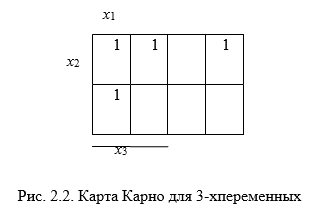 x1
x2
1 1 1
1
x3
Рис. 2.2. Карта Карно для 3-хпеременных